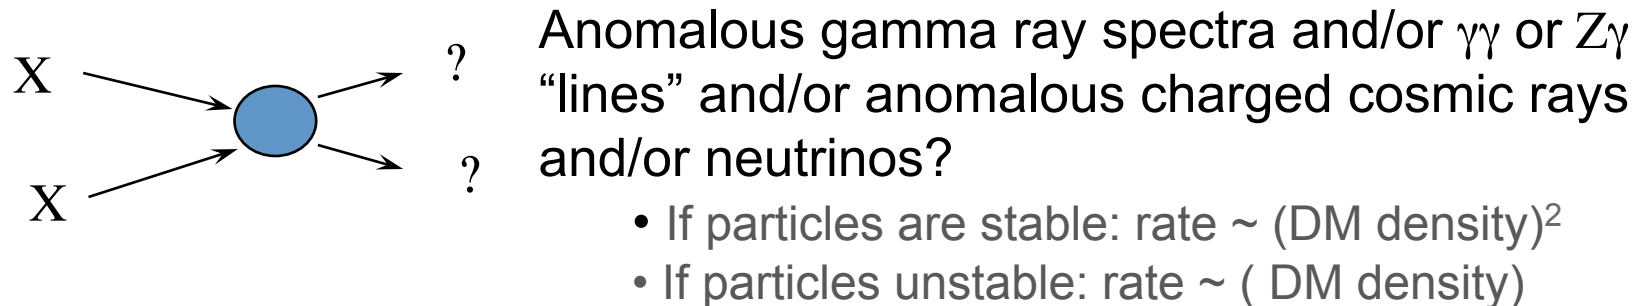 X
X
?
?
Anomalous gamma ray spectra and/or γγ or Zγ
“lines” and/or anomalous charged cosmic rays
and/or neutrinos?
• If particles are stable: rate ~ (DM density)²
• If particles unstable: rate ~ ( DM density)